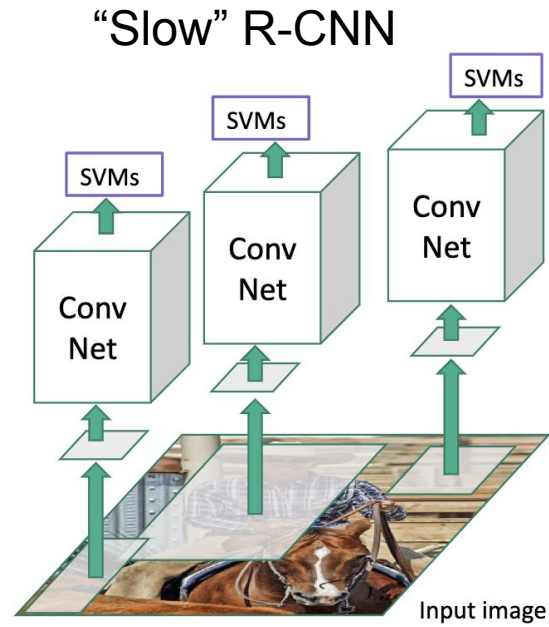 “Slow” R-CNN
SVMs
SVMs
SVMs
Conv
Net
Conv
Net
Conv
Net
Input image